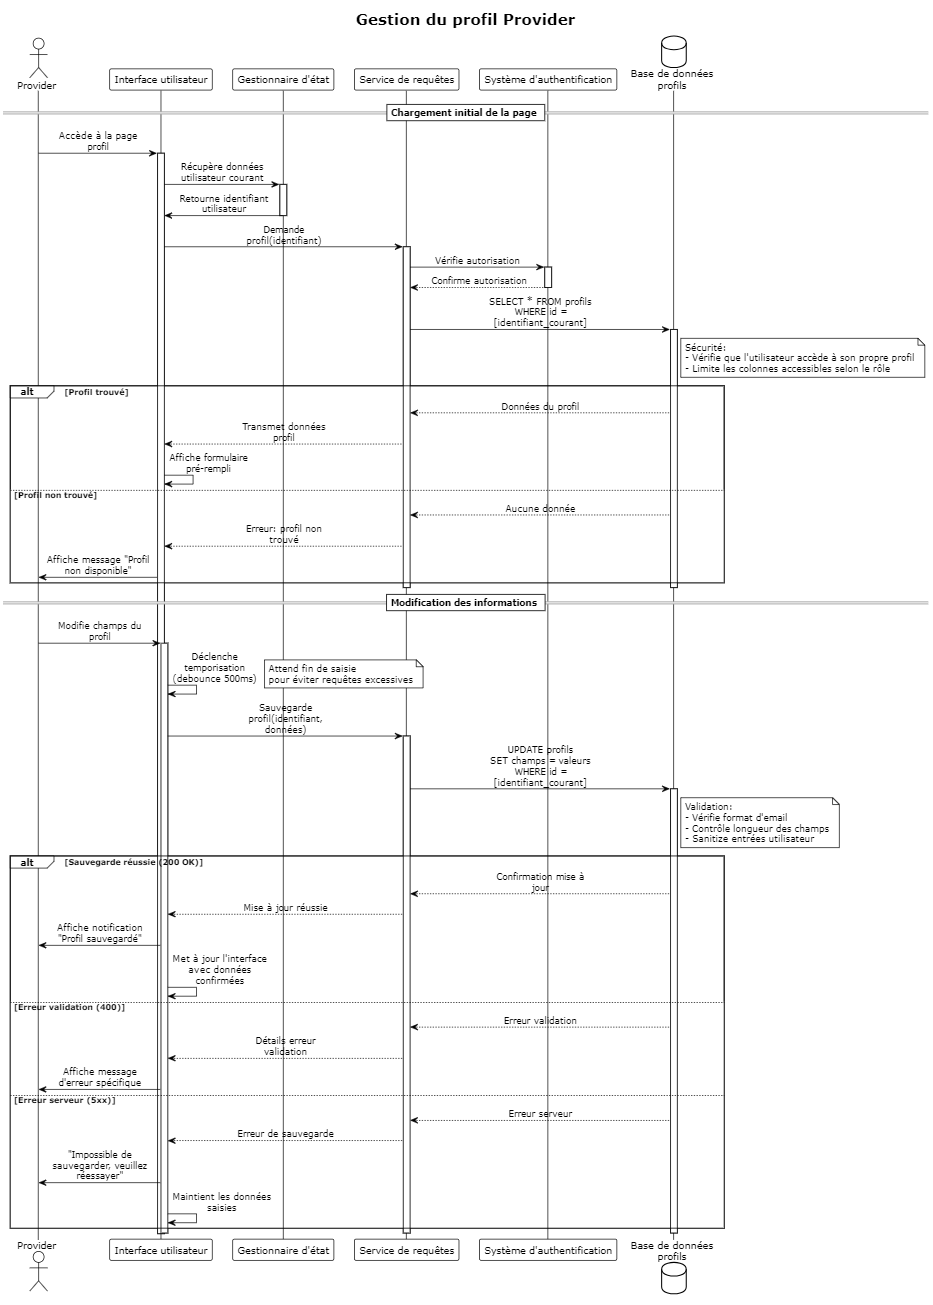 Gestion du profil Provider
Provider
Interface utilisateur
Gestionnaire d'état
Service de requêtes
Système d'authentification
Base de données
profils
Chargement initial de la page
Accède à la page
profil
Récupère données
utilisateur courant
Retourne identifiant
utilisateur
Demande
profil(identifiant)
Vérifie autorisation
Confirme autorisation
SELECT * FROM profils
WHERE id =
[identifiant_courant]
Sécurité:
- Vérifie que l'utilisateur accède à son propre profil
- Limite les colonnes accessibles selon le rôle
alt
[Profil trouvé]
Données du profil
Transmet données
profil
Affiche formulaire
pré-rempli
[Profil non trouvé]
Aucune donnée
Erreur: profil non
trouvé
Affiche message "Profil
non disponible"
Modification des informations
Modifie champs du
profil
Déclenche
temporisation
(debounce 500ms)
Attend fin de saisie
pour éviter requêtes excessives
Sauvegarde
profil(identifiant,
données)
UPDATE profils
SET champs = valeurs
WHERE id =
[identifiant_courant]
Validation:
- Vérifie format d'email
- Contrôle longueur des champs
- Sanitize entrées utilisateur
alt
[Sauvegarde réussie (200 OK)]
Confirmation mise à
jour
Mise à jour réussie
Affiche notification
"Profil sauvegardé"
Met à jour l'interface
avec données
confirmées
[Erreur validation (400)]
Erreur validation
Détails erreur
validation
Affiche message
d'erreur spécifique
[Erreur serveur (5xx)]
Erreur serveur
Erreur de sauvegarde
"Impossible de
sauvegarder, veuillez
réessayer"
Maintient les données
saisies
Provider
Interface utilisateur
Gestionnaire d'état
Service de requêtes
Système d'authentification
Base de données
profils